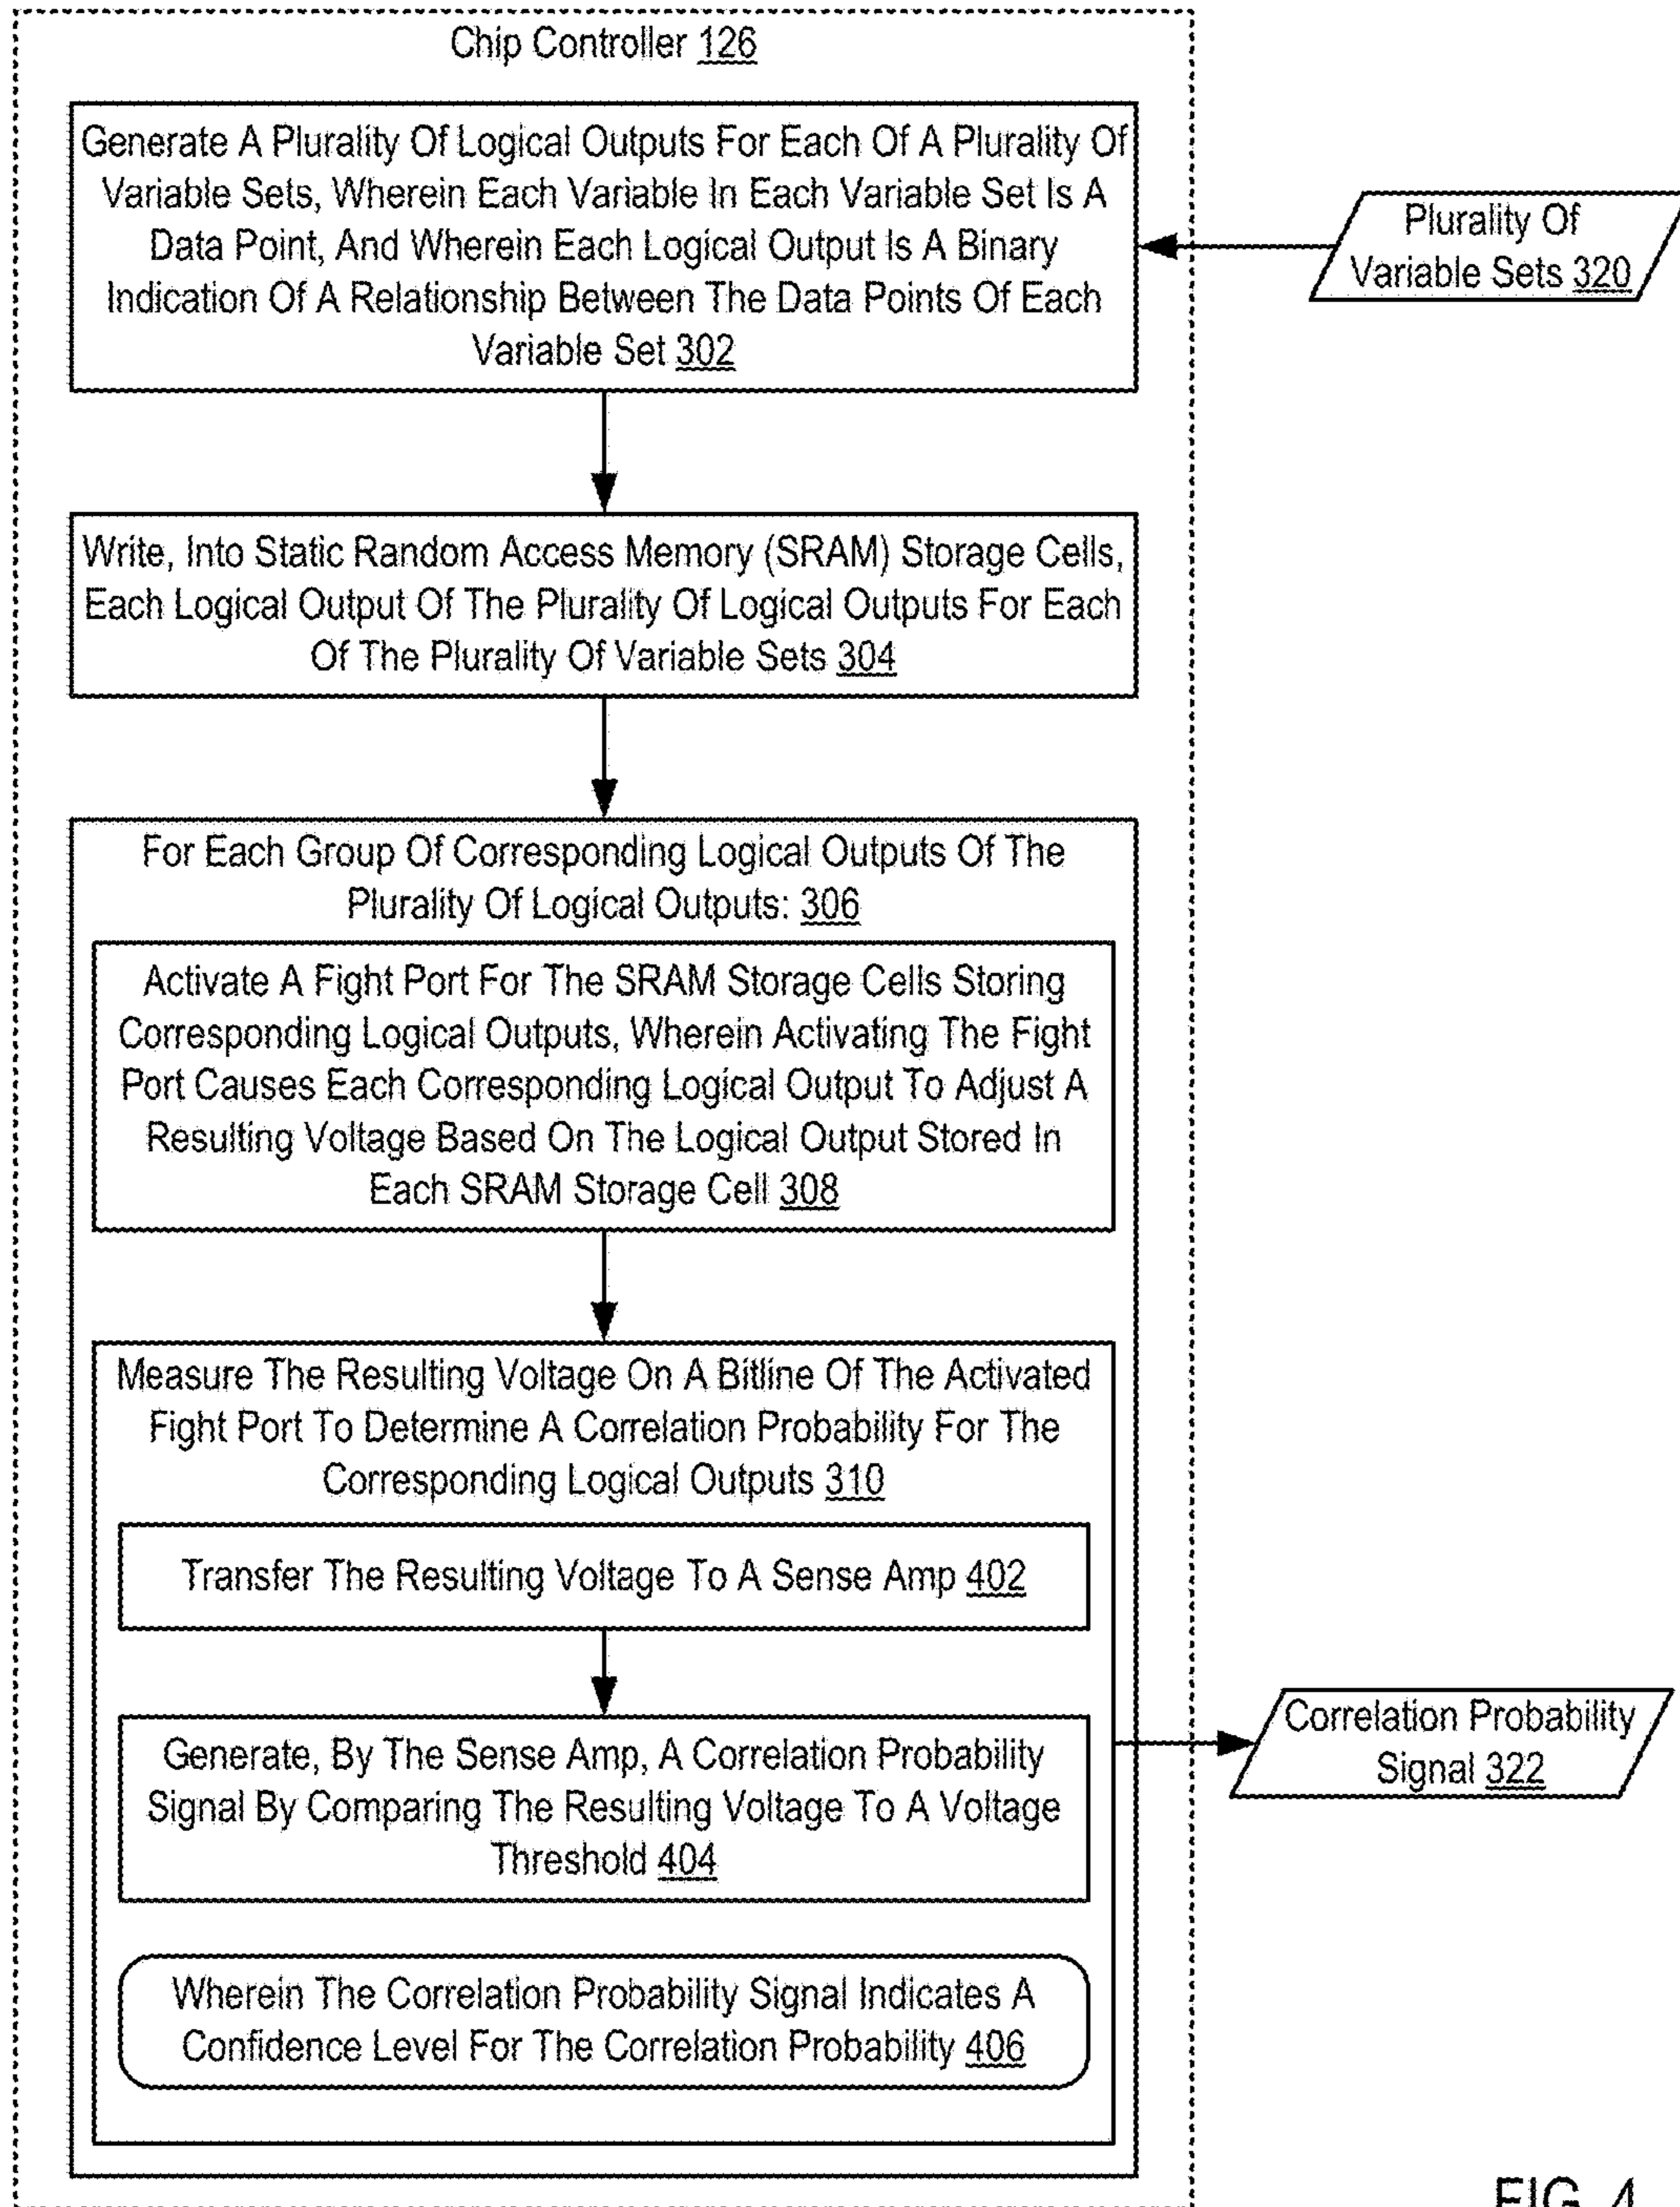 Chip Controller 126
Generate A Plurality Of Logical Outputs For Each Of A Plurality Of
Variable Sets, Wherein Each Variable In Each Variable Set Is A
Data Point, And Wherein Each Logical Output Is A Binary
Indication Of A Relationship Between The Data Points Of Each
Variable Set 302
Plurality Of
Variable Sets 320
Write, Into Static Random Access Memory (SRAM) Storage Cells,
Each Logical Output Of The Plurality Of Logical Outputs For Each
Of The Plurality Of Variable Sets 304
For Each Group Of Corresponding Logical Outputs Of The
Plurality Of Logical Outputs: 306
Activate A Fight Port For The SRAM Storage Cells Storing
Corresponding Logical Outputs, Wherein Activating The Fight
Port Causes Each Corresponding Logical Output To Adjust A
Resulting Voltage Based On The Logical Output Stored In
Each SRAM Storage Cell 308
Measure The Resulting Voltage On A Bitline Of The Activated
Fight Port To Determine A Correlation Probability For The
Corresponding Logical Outputs 310
Transfer The Resulting Voltage To A Sense Amp 402
Generate, By The Sense Amp, A Correlation Probability
Signal By Comparing The Resulting Voltage To A Voltage
Threshold 404
Correlation Probability
Signal 322
Wherein The Correlation Probability Signal Indicates A
Confidence Level For The Correlation Probability 406
FIG. 4